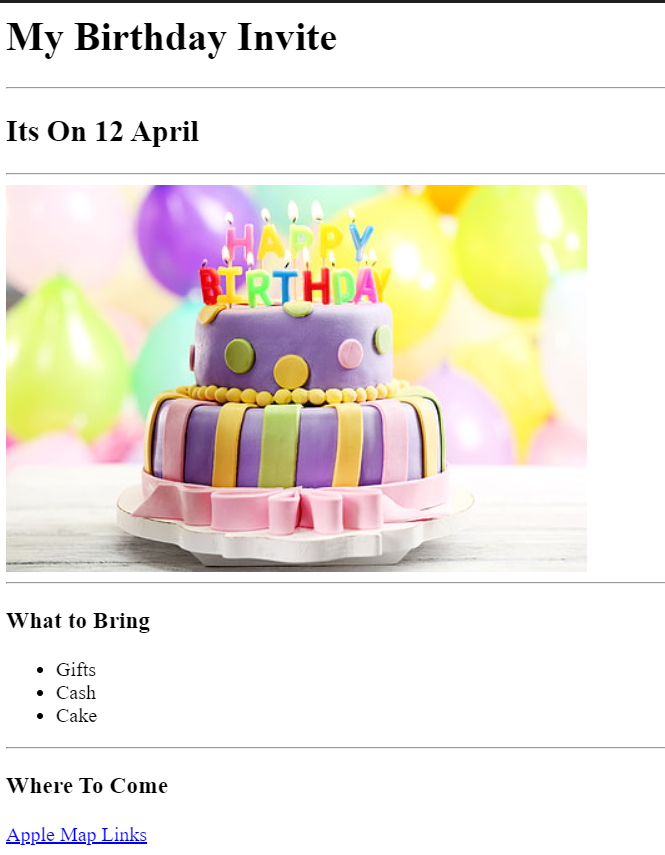 My Birthday Invite
Its On 12 April
HAPPY
BIRTHDAY
What to Bring
Gifts
Cash
Cake
Where To Come
Apple Map Links